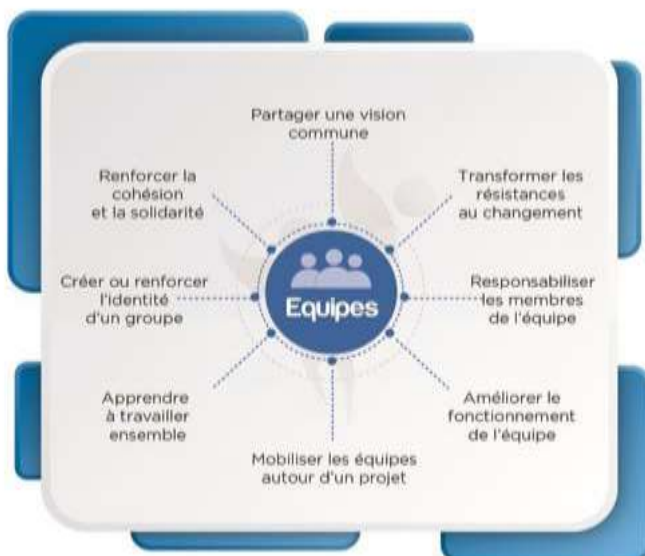 Partager une vision
commune
Renforcer la
cohésion
et la solidarité
Transformer les
résistances
au changement
Créer ou renforcer
l'identité
d'un groupe
Equipes
Responsabiliser
les membres
de l'équipe
Apprendre
à travailler
ensemble
Améliorer le
fonctionnement
de l'équipe
Mobiliser les équipes
autour d'un projet